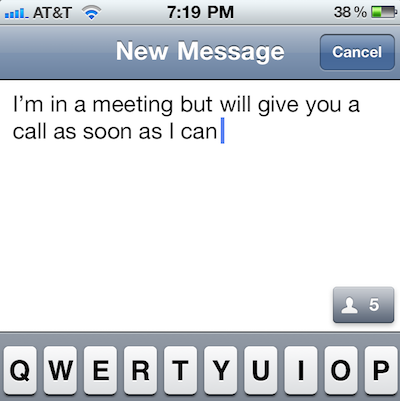 AT&T 7:19 PM 38%
New Message Cancel
I'm in a meeting but will give you a
call as soon as I can
5
Q W E R T Y U I O P